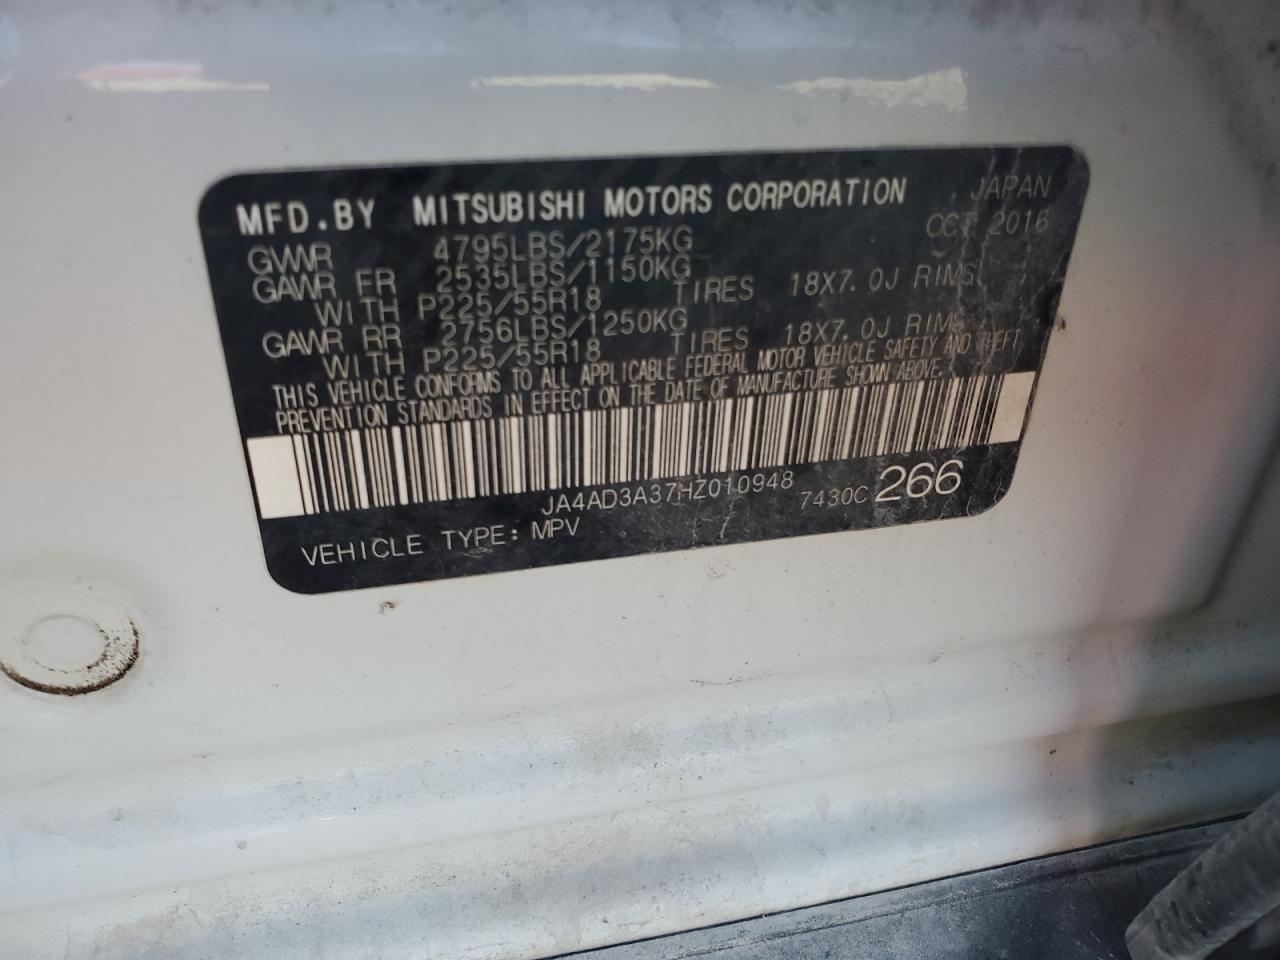 MFD.BY MITSUBISHI MOTORS CORPORATION JAPAN
GVWR 4795LBS/2175KG OCT 2016
GAWR FR 2535LBS/1150KG
WITH P225/55R18 TIRES 18X7.0J RIMS
GAWR RR 2756LBS/1250KG
WITH P225/55R18 TIRES 18X7.0J RIMS
THIS VEHICLE CONFORMS TO ALL APPLICABLE FEDERAL MOTOR VEHICLE SAFETY AND THEFT
PREVENTION STANDARDS IN EFFECT ON THE DATE OF MANUFACTURE SHOWN ABOVE.
JA4AD3A37HZ010948
VEHICLE TYPE: MPV 7430C 266